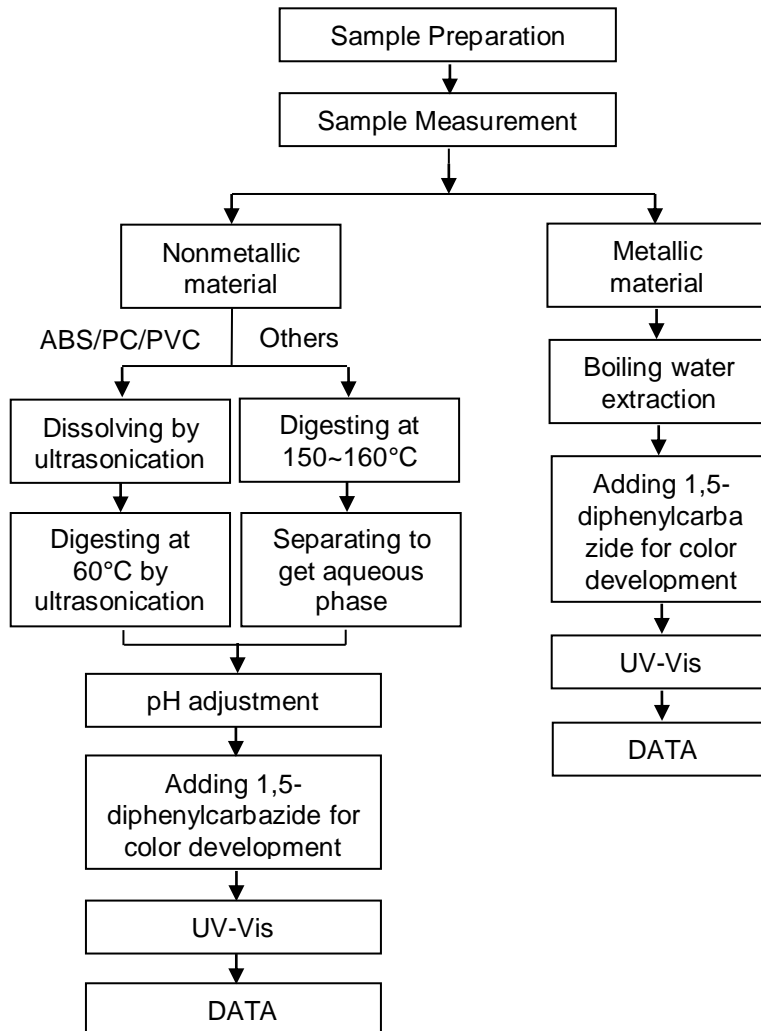 Sample Preparation
Sample Measurement
Nonmetallic
material
ABS/PC/PVC
Others
Dissolving by
ultrasonication
Digesting at
150~160°C
Digesting at
60°C by
ultrasonication
Separating to
get aqueous
phase
pH adjustment
Adding 1,5-
diphenylcarbazide for
color development
UV-Vis
DATA
Metallic
material
Boiling water
extraction
Adding 1,5-
diphenylcarba
zide for color
development
UV-Vis
DATA